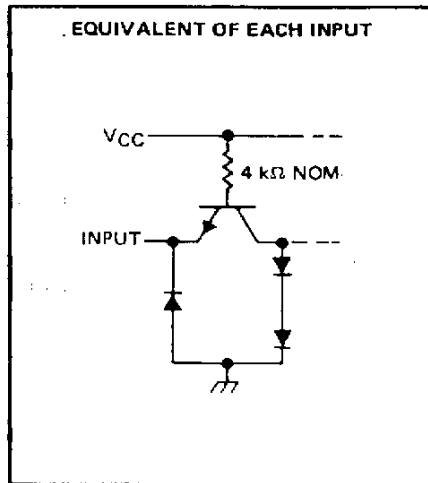 EQUIVALENT OF EACH INPUT
VCC
4 kΩ NOM
INPUT